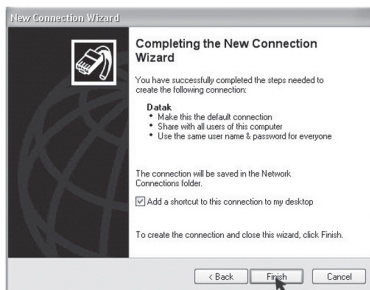 New Connection Wizard
Completing the New Connection
Wizard
You have successfully completed the steps needed to
create the following connection:
Datak
• Make this the default connection
• Share with all users of this computer
• Use the same user name & password for everyone
The connection will be saved in the Network
Connections folder.
Add a shortcut to this connection to my desktop
To create the connection and close this wizard, click Finish.
< Back Finish Cancel